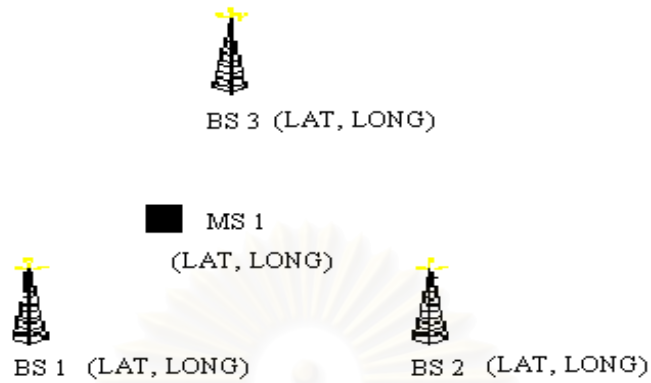 BS 3 (LAT, LONG)
MS 1
(LAT, LONG)
BS 1 (LAT, LONG)
BS 2 (LAT, LONG)